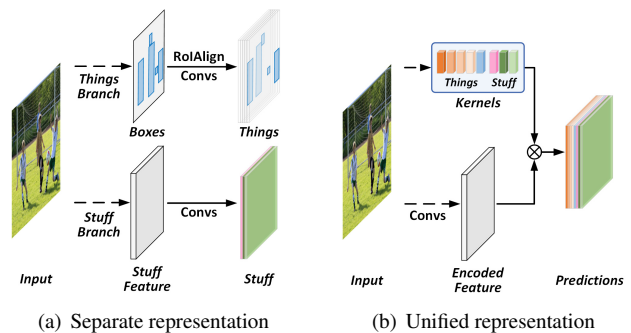 Things
Branch
Boxes
RoIAlign
Convs
Things
Stuff
Branch
Stuff
Feature
Convs
Stuff
Input
(a) Separate representation
Things Stuff
Kernels
Convs
Input
Encoded
Feature
Predictions
(b) Unified representation